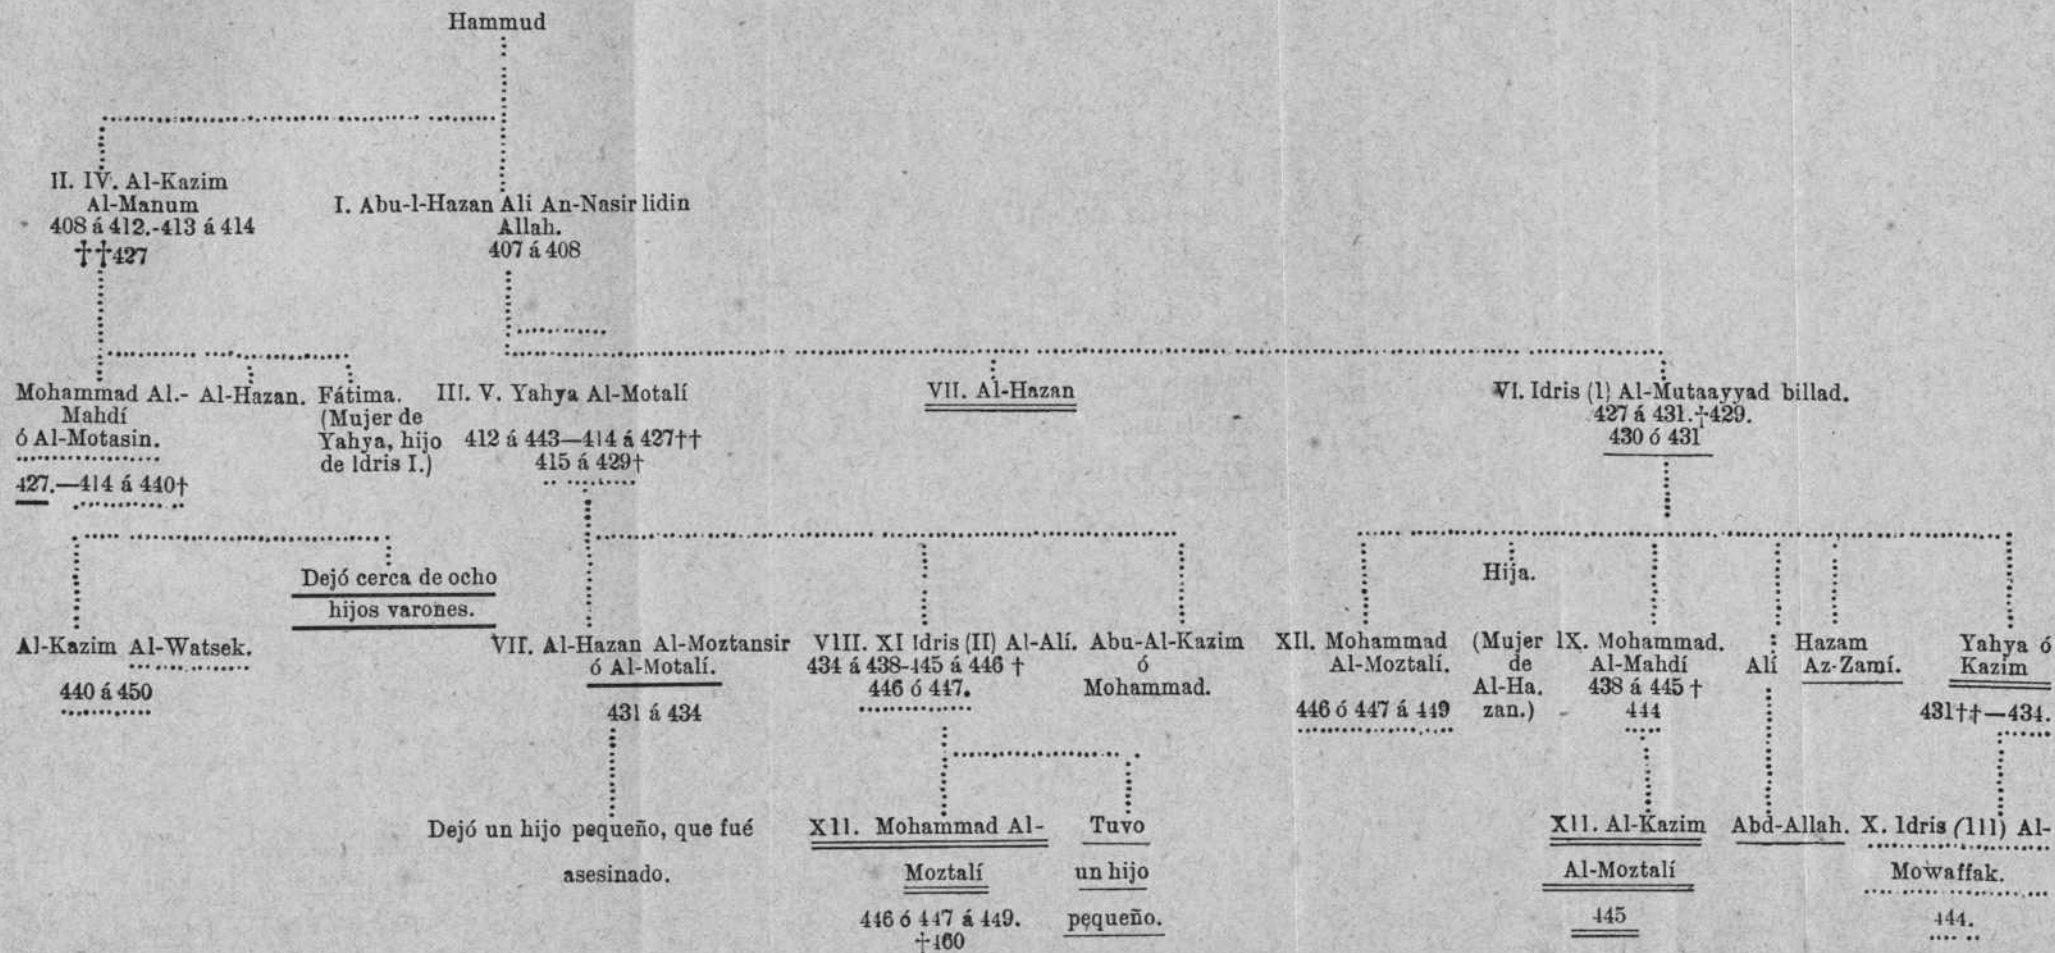 Hammud
II. IV. Al-Kazim
Al-Manum
408 á 412.-413 á 414
††427
I. Abu-l-Hazan Ali An-Nasir lidin
Allah.
407 á 408
Mohammad Al.-
Mahdí
ó Al-Motasin.
427.—414 á 440†
Al-Hazan.
Fátima.
(Mujer de
Yahya, hijo
de Idris I.)
III. V. Yahya Al-Motalí
412 á 443—414 á 427††
415 á 429†
VII. Al-Hazan
VI. Idris (1) Al-Mutaayyad billad.
427 á 431.†429.
430 ó 431
Al-Kazim Al-Watsek.
440 á 450
Dejó cerca de ocho
hijos varones.
VII. Al-Hazan Al-Moztansir
ó Al-Motalí.
431 á 434
VIII. XI Idris (II) Al-Alí.
434 á 438-445 á 446 †
446 ó 447.
Abu-Al-Kazim
ó
Mohammad.
XII. Mohammad
Al-Moztalí.
446 ó 447 á 449
Hija.
(Mujer
de
Al-Ha.
zan.)
IX. Mohammad.
Al-Mahdí
438 á 445 †
444
Alí
Hazam
Az-Zamí.
Yahya ó
Kazim
431††—434.
Dejó un hijo pequeño, que fué
asesinado.
XII. Mohammad Al-
Moztalí
446 ó 447 á 449.
†460
Tuvo
un hijo
pequeño.
XII. Al-Kazim
Al-Moztalí
445
Abd-Allah.
X. Idris (III) Al-
Mowaffak.
444.